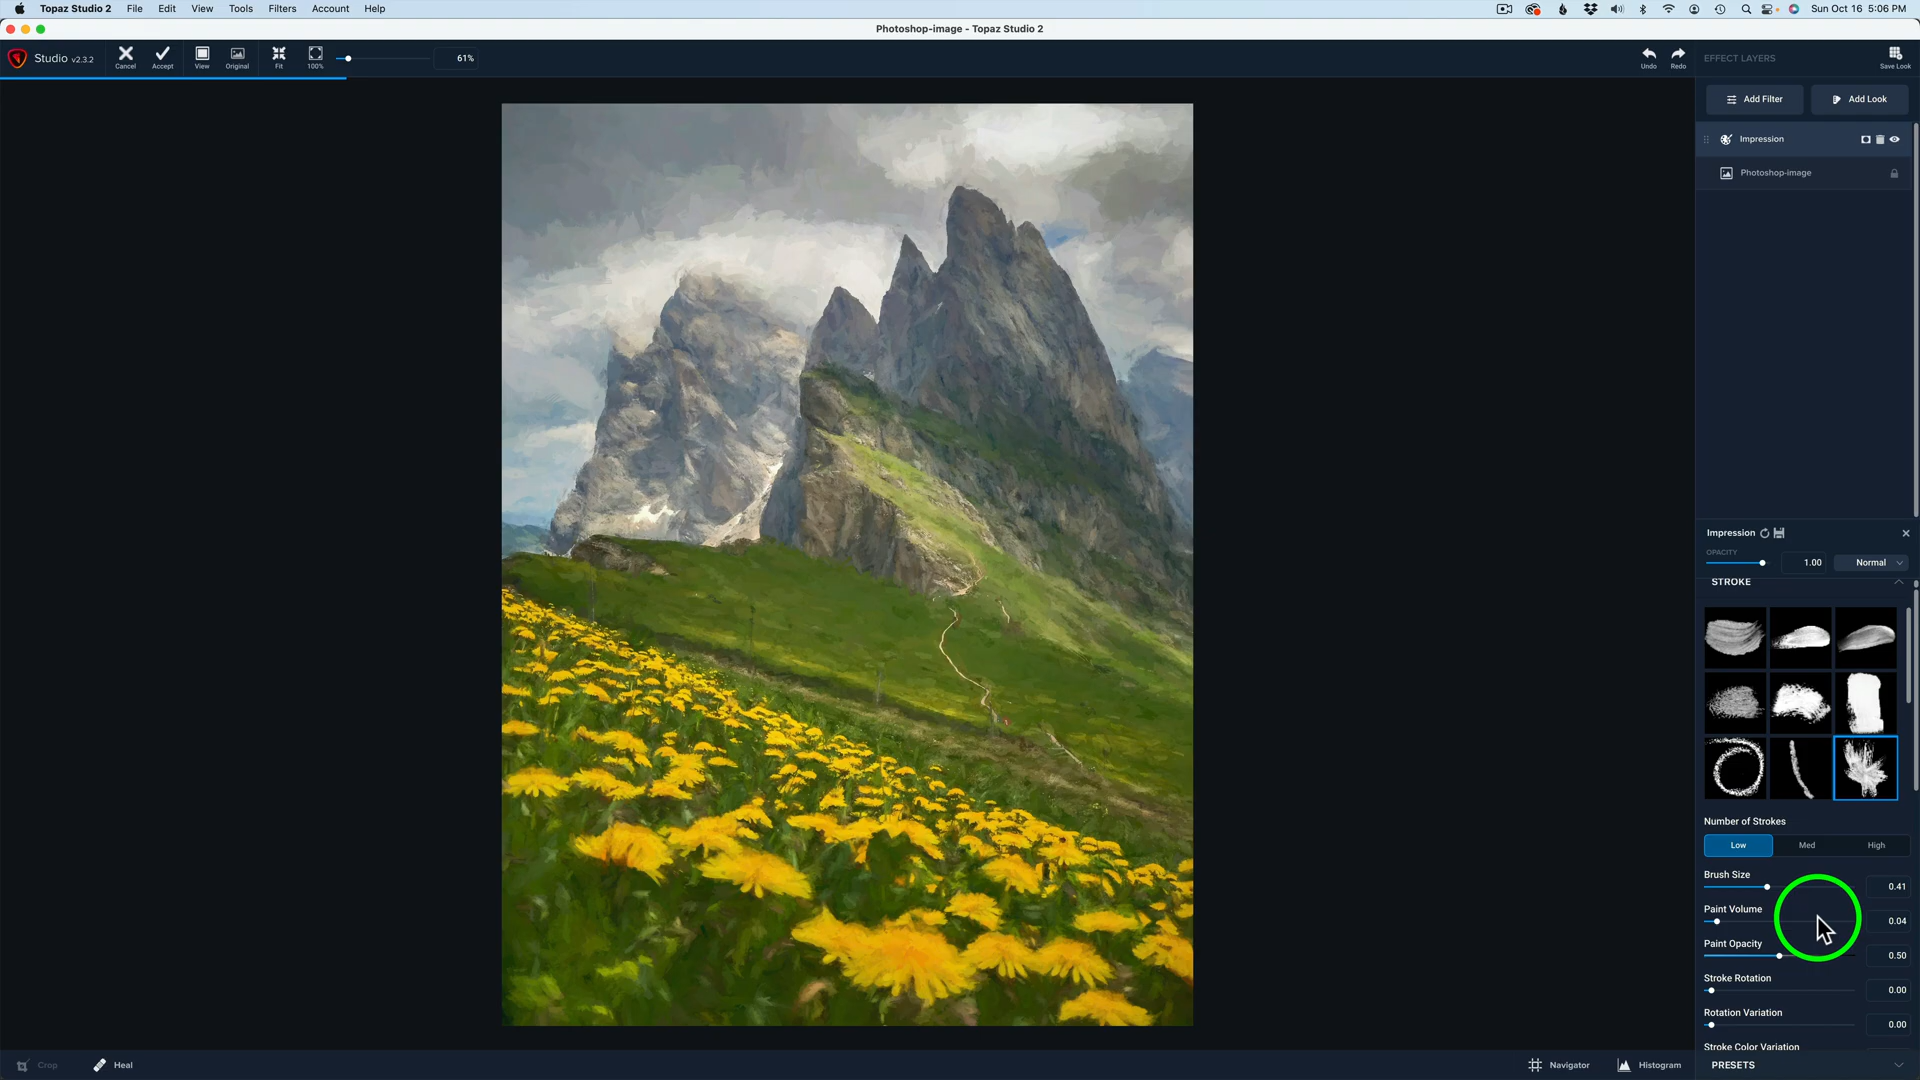 Topaz Studio 2 File Edit View Tools Filters Account Help Sun Oct 16 5:06 PM
Photoshop-image - Topaz Studio 2
Studio v2.3.2 Cancel Accept View Original Fit 100% 61% Undo Redo EFFECT LAYERS Save Look
Add Filter Add Look
Impression
Photoshop-image
Impression
OPACITY
1.00 Normal
STROKE
Number of Strokes
Low Med High
Brush Size
0.41
Paint Volume
0.04
Paint Opacity
0.50
Stroke Rotation
0.00
Rotation Variation
0.00
Stroke Color Variation
Crop Heal Navigator Histogram PRESETS